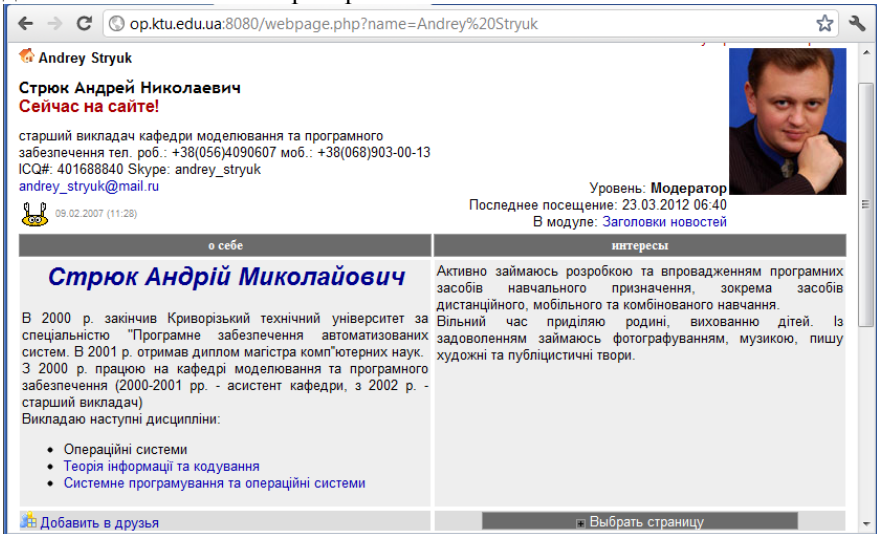 op.ktu.edu.ua:8080/webpage.php?name=Andrey%20Stryuk
Andrey Stryuk
Стрюк Андрей Николаевич
Сейчас на сайте!
старший викладач кафедри моделювання та програмного
забезпечення тел. роб.: +38(056)4090607 моб.: +38(068)903-00-13
ICQ#: 401688840 Skype: andrey_stryuk
andrey_stryuk@mail.ru
09.02.2007 (11:28)
Уровень: Модератор
Последнее посещение: 23.03.2012 06:40
В модуле: Заголовки новостей
о себе
Стрюк Андрій Миколайович
В 2000 р. закінчив Криворізький технічний університет за
спеціальністю "Програмне забезпечення автоматизованих
систем. В 2001 р. отримав диплом магістра комп"ютерних наук.
З 2000 р. працюю на кафедрі моделювання та програмного
забезпечення (2000-2001 рр. - асистент кафедри, з 2002 р. -
старший викладач)
Викладаю наступні дисципліни:
Операційні системи
Теорія інформації та кодування
Системне програмування та операційні системи
интересы
Активно займаюсь розробкою та впровадженням програмних
засобів навчального призначення, зокрема засобів
дистанційного, мобільного та комбінованого навчання.
Вільний час приділяю родині, вихованню дітей. Із
задоволенням займаюсь фотографуванням, музикою, пишу
художні та публіцистичні твори.
Добавить в друзья
Выбрать страницу